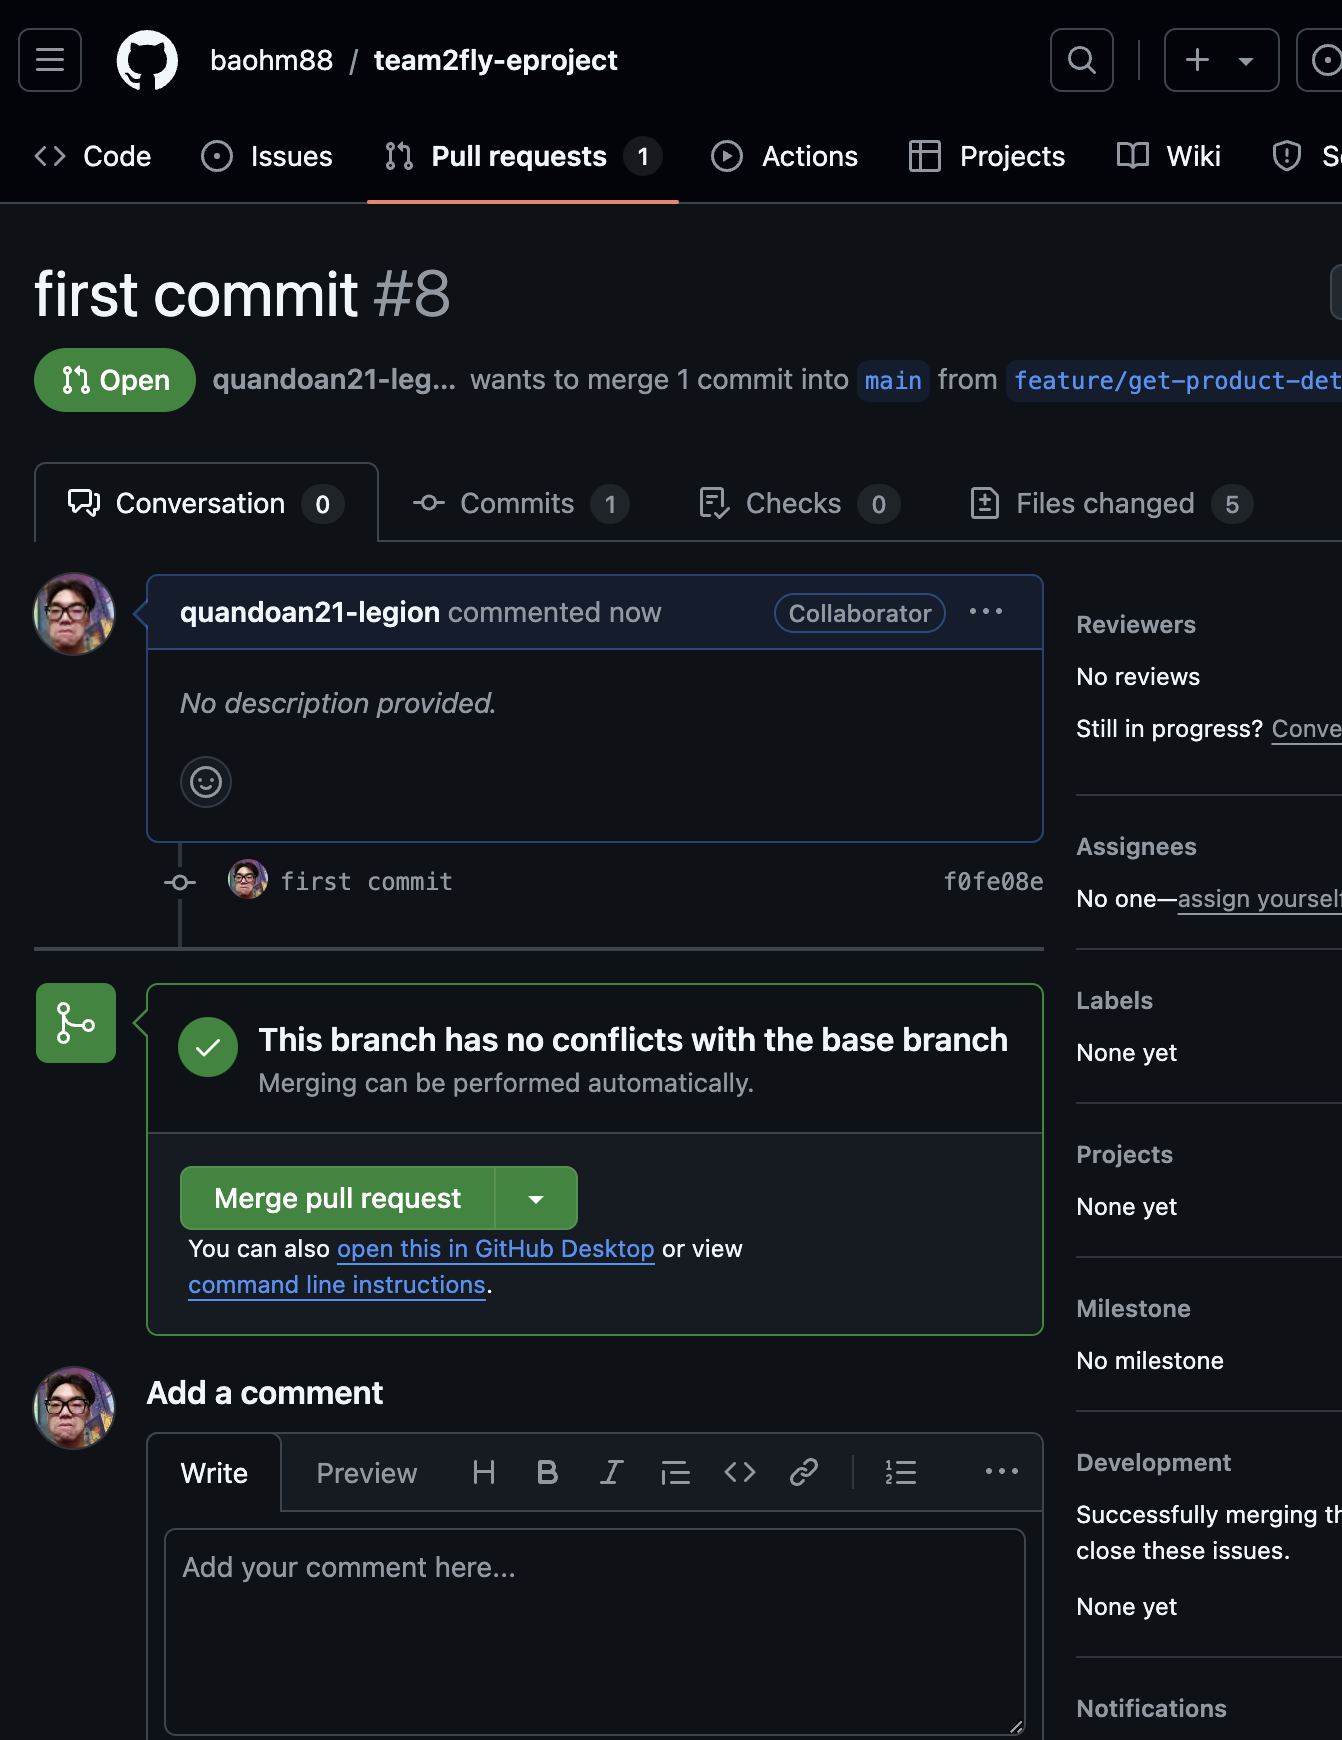 baohm88 / team2fly-eproject
Code Issues Pull requests 1 Actions Projects Wiki
first commit #8
Open quandoan21-leg... wants to merge 1 commit into main from feature/get-product-det
Conversation 0 Commits 1 Checks 0 Files changed 5
quandoan21-legion commented now Collaborator
No description provided.
first commit f0fe08e
This branch has no conflicts with the base branch
Merging can be performed automatically.
Merge pull request
You can also open this in GitHub Desktop or view
command line instructions.
Add a comment
Write Preview
Add your comment here...
Reviewers
No reviews
Still in progress? Conve
Assignees
No one—assign yourself
Labels
None yet
Projects
None yet
Milestone
No milestone
Development
Successfully merging th
close these issues.
None yet
Notifications